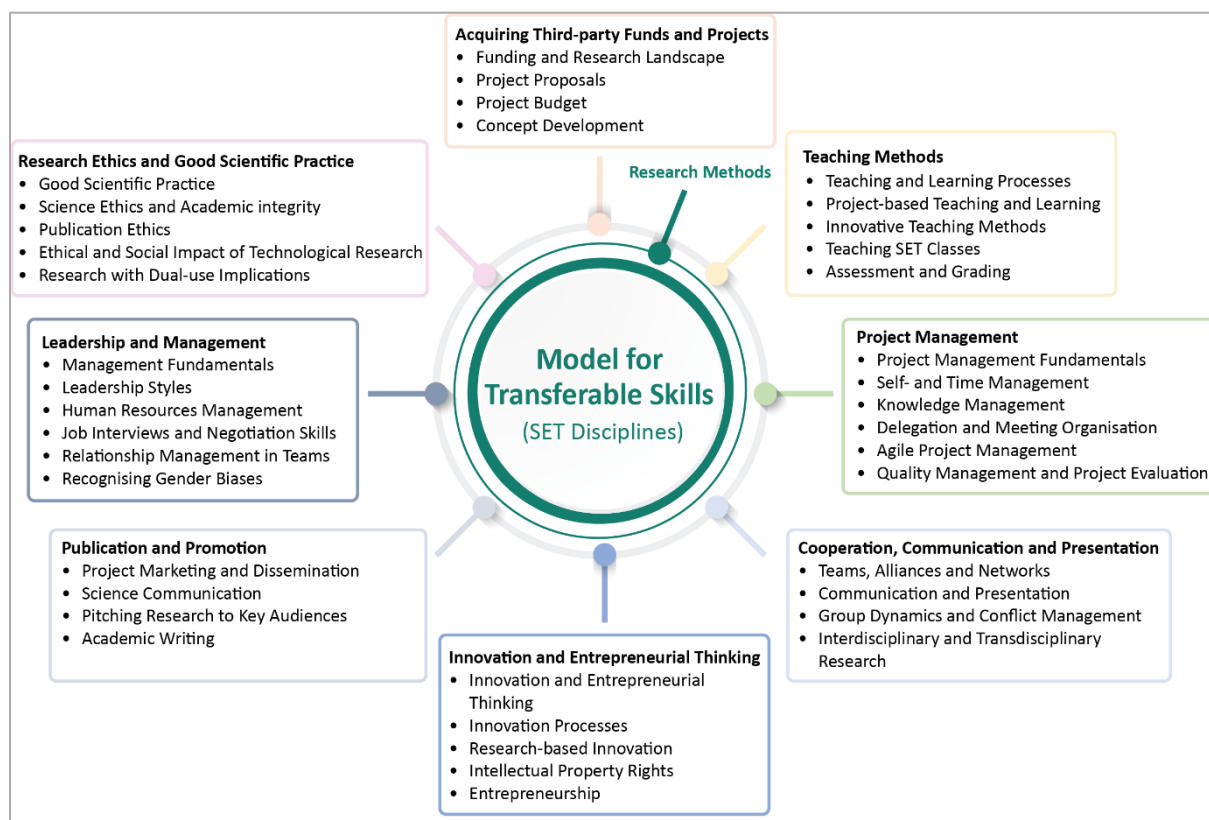 Acquiring Third-party Funds and Projects
• Funding and Research Landscape
• Project Proposals
• Project Budget
• Concept Development
Research Methods
Teaching Methods
• Teaching and Learning Processes
• Project-based Teaching and Learning
• Innovative Teaching Methods
• Teaching SET Classes
• Assessment and Grading
Project Management
• Project Management Fundamentals
• Self- and Time Management
• Knowledge Management
• Delegation and Meeting Organisation
• Agile Project Management
• Quality Management and Project Evaluation
Cooperation, Communication and Presentation
• Teams, Alliances and Networks
• Communication and Presentation
• Group Dynamics and Conflict Management
• Interdisciplinary and Transdisciplinary
Research
Innovation and Entrepreneurial Thinking
• Innovation and Entrepreneurial
Thinking
• Innovation Processes
• Research-based Innovation
• Intellectual Property Rights
• Entrepreneurship
Publication and Promotion
• Project Marketing and Dissemination
• Science Communication
• Pitching Research to Key Audiences
• Academic Writing
Leadership and Management
• Management Fundamentals
• Leadership Styles
• Human Resources Management
• Job Interviews and Negotiation Skills
• Relationship Management in Teams
• Recognising Gender Biases
Research Ethics and Good Scientific Practice
• Good Scientific Practice
• Science Ethics and Academic integrity
• Publication Ethics
• Ethical and Social Impact of Technological Research
• Research with Dual-use Implications
Model for
Transferable Skills
(SET Disciplines)